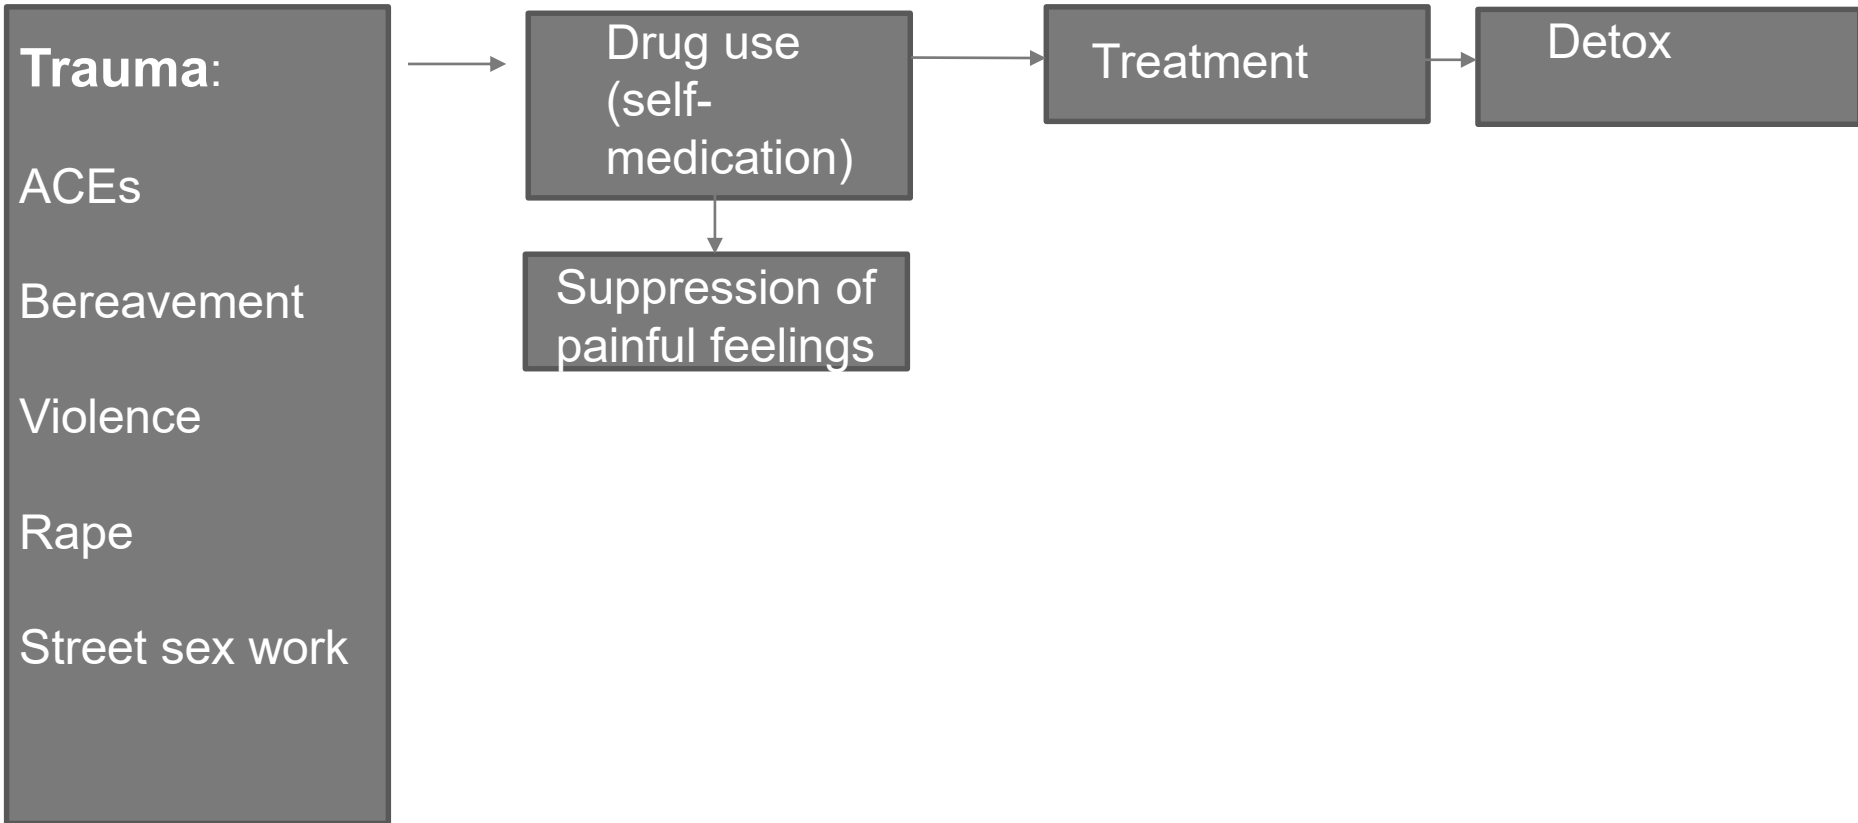 Trauma:
ACEs
Bereavement
Violence
Rape
Street sex work
Drug use
(self-
medication)
Suppression of
painful feelings
Treatment
Detox